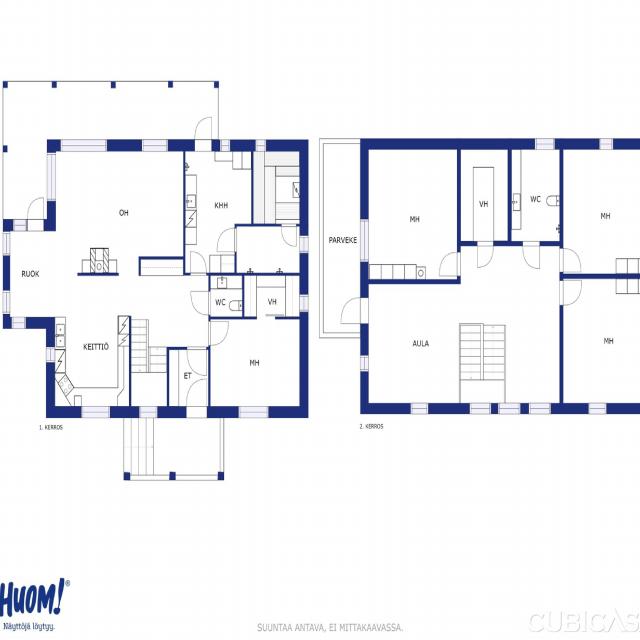 OH
KHH
RUOK
KEITTIÖ
WC
VH
MH
ET
1. KERROS
PARVEKE
MH
VH
WC
MH
AULA
MH
2. KERROS
HUOM!®
Näyttöjä löytyy.
SUUNTAA ANTAVA, EI MITTAKAAVASSA.
CUBICAS